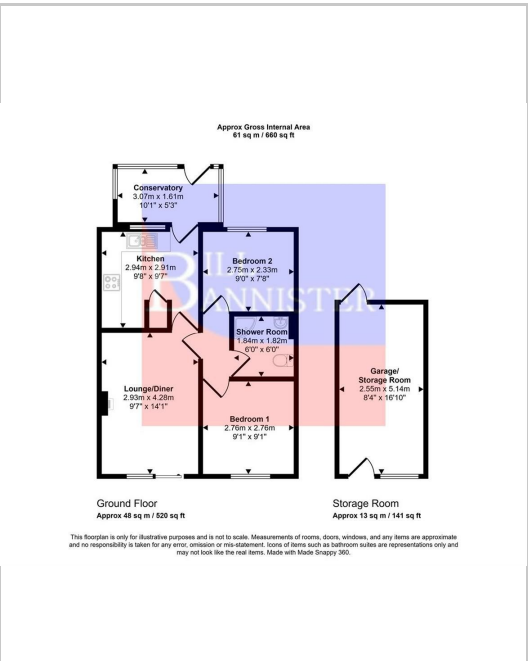 Approx Gross Internal Area
61 sq m / 660 sq ft
Conservatory
3.07m x 1.61m
10'1" x 5'3"
Kitchen
2.94m x 2.91m
9'8" x 9'7"
Bedroom 2
2.75m x 2.33m
9'0" x 7'8"
BILL
BANNISTER
Shower Room
1.84m x 1.82m
6'0" x 6'0"
Garage/
Storage Room
2.55m x 5.14m
8'4" x 16'10"
Lounge/Diner
2.93m x 4.28m
9'7" x 14'1"
Bedroom 1
2.76m x 2.76m
9'1" x 9'1"
Ground Floor
Approx 48 sq m / 520 sq ft
Storage Room
Approx 13 sq m / 141 sq ft
This floorplan is only for illustrative purposes and is not to scale. Measurements of rooms, doors, windows, and any items are approximate
and no responsibility is taken for any error, omission or mis-statement. Icons of items such as bathroom suites are representations only and
may not look like the real items. Made with Made Snappy 360.